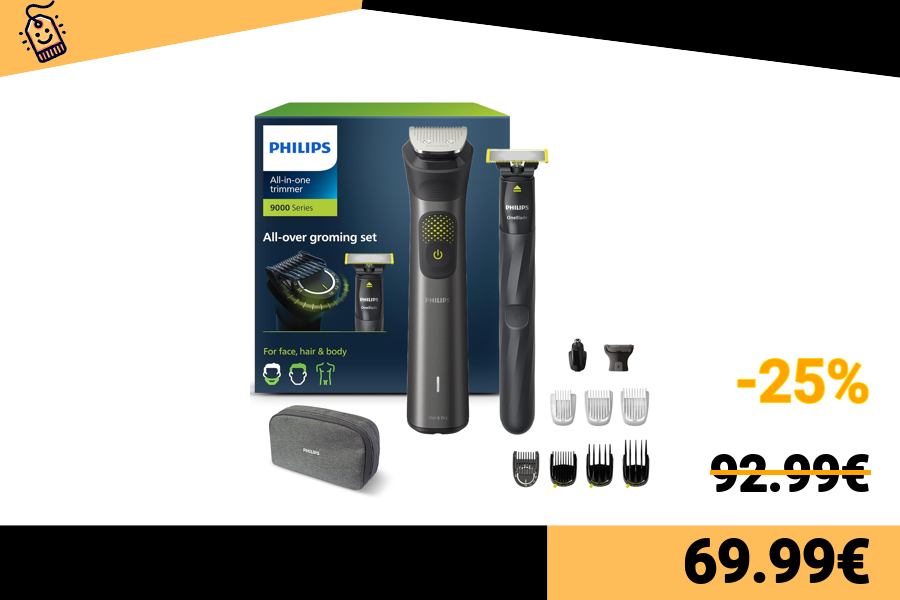 PHILIPS
All-in-one
trimmer
9000 Series
All-over groming set
PHILIPS
OneBlade
For face, hair & body
PHILIPS
PHILIPS
OneBlade
PHILIPS
-25%
92.99€
69.99€